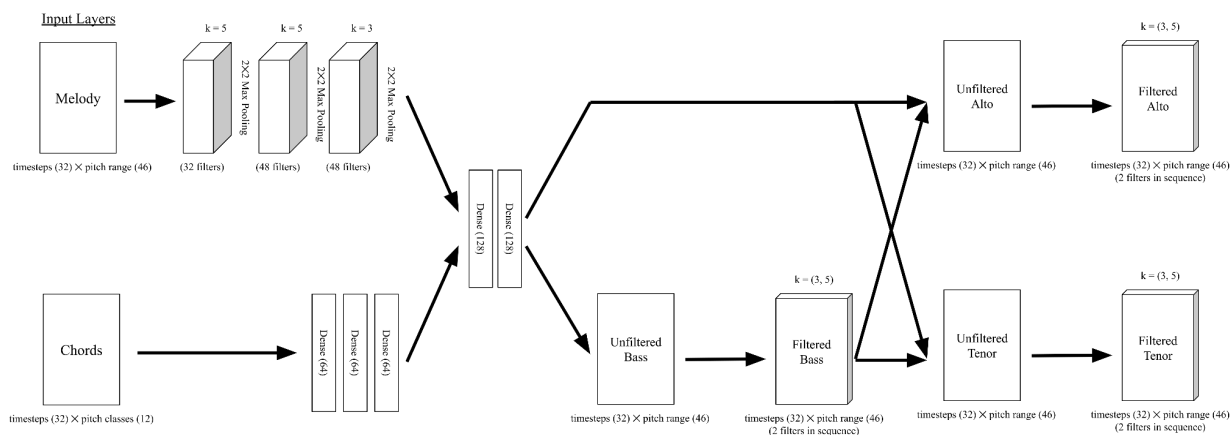 Input Layers
k = 5
k = 5
k = 3
k = (3, 5)
Melody
2✕2 Max Pooling
2✕2 Max Pooling
2✕2 Max Pooling
Unfiltered
Alto
Filtered
Alto
timesteps (32) ✕ pitch range (46)
(32 filters)
(48 filters)
(48 filters)
timesteps (32) ✕ pitch range (46)
timesteps (32) ✕ pitch range (46)
(2 filters in sequence)
Dense (128)
Dense (128)
k = (3, 5)
k = (3, 5)
Chords
Dense (64)
Dense (64)
Dense (64)
Unfiltered
Bass
Filtered
Bass
Unfiltered
Tenor
Filtered
Tenor
timesteps (32) ✕ pitch classes (12)
timesteps (32) ✕ pitch range (46)
timesteps (32) ✕ pitch range (46)
(2 filters in sequence)
timesteps (32) ✕ pitch range (46)
timesteps (32) ✕ pitch range (46)
(2 filters in sequence)